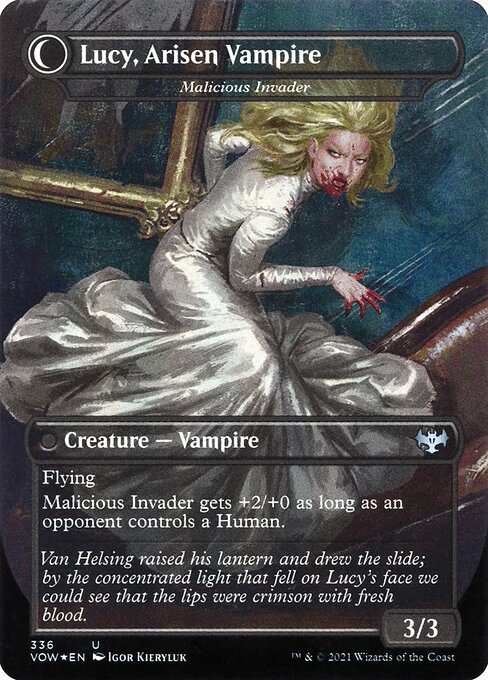 Lucy, Arisen Vampire
Malicious Invader
Creature — Vampire
Flying
Malicious Invader gets +2/+0 as long as an
opponent controls a Human.
Van Helsing raised his lantern and drew the slide;
by the concentrated light that fell on Lucy's face we
could see that the lips were crimson with fresh
blood.
3/3
336 U
VOW★EN Igor Kieryluk
™ & © 2021 Wizards of the Coast